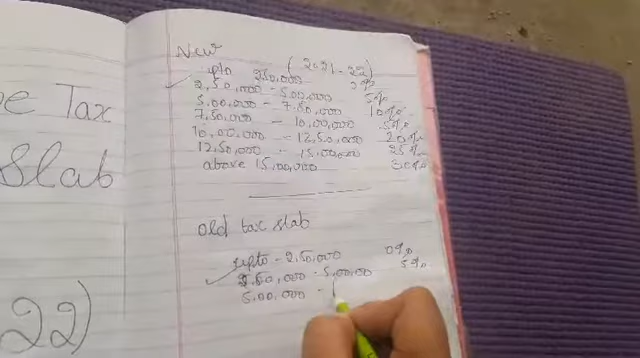 e Tax
Slab
22)
New (2021-22)
upto 250,000
2,50,000 - 5,00,000 5%
5,00,000 - 7,50,000 10%
7,50,000 - 10,00,000
10,00,000 - 12,50,000 20%
12,50,000 - 15,00,000 25%
above 15,00,000 30%
old tax slab
upto - 2,50,000 0%
2,50,000 - 5,00,000 5%
5,00,000 -